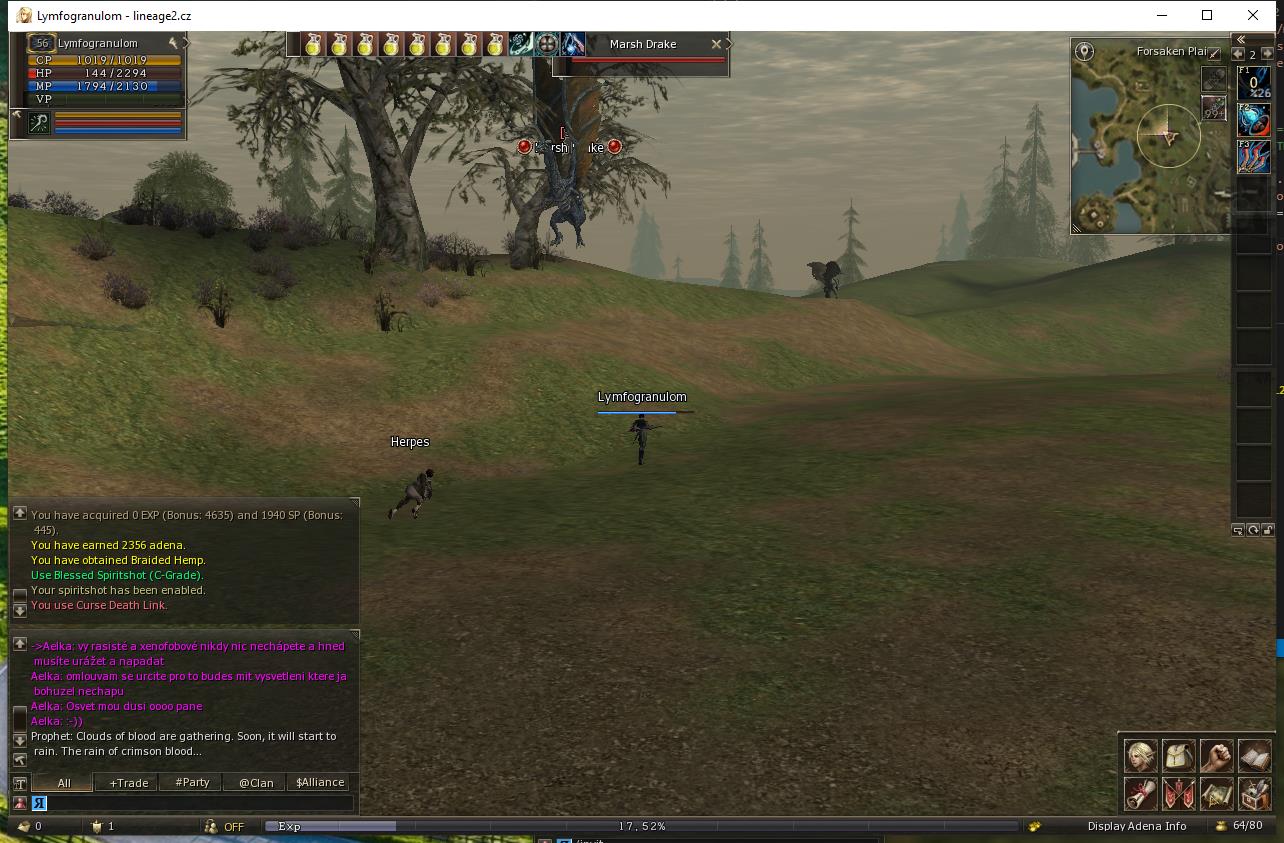 Lymfogranulom - lineage2.cz
56 Lymfogranulom
CP 1019/1019
HP 144/2294
MP 1794/2130
VP
Marsh Drake
Forsaken Plai
2
F1
0
%26
F2
F3
99+
Lymfogranulom
Herpes
You have acquired 0 EXP (Bonus: 4635) and 1940 SP (Bonus:
445).
You have earned 2356 adena.
You have obtained Braided Hemp.
Use Blessed Spiritshot (C-Grade).
Your spiritshot has been enabled.
You use Curse Death Link.
->Aelka: vy rasisté a xenofobové nikdy nic nechápete a hned
musíte urážet a napadat
Aelka: omlouvam se urcite pro to budes mit vysvetleni ktere ja
bohuzel nechapu
Aelka: Osvet mou dusi oooo pane
Aelka: :-))
Prophet: Clouds of blood are gathering. Soon, it will start to
rain. The rain of crimson blood...
All +Trade #Party @Clan $Alliance
Я
0 1 OFF Exp 17,52% Display Adena Info 64/80